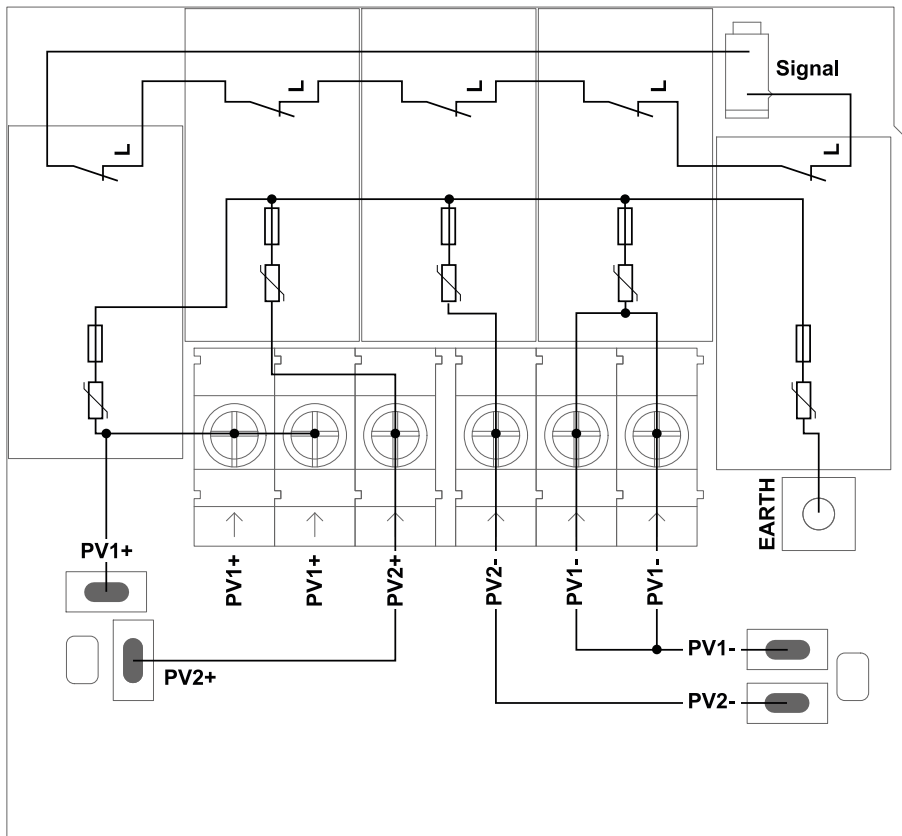 Signal
L
L
L
L
L
EARTH
PV1+
PV1+
PV1+
PV2+
PV2-
PV1-
PV1-
PV2+
PV1-
PV2-